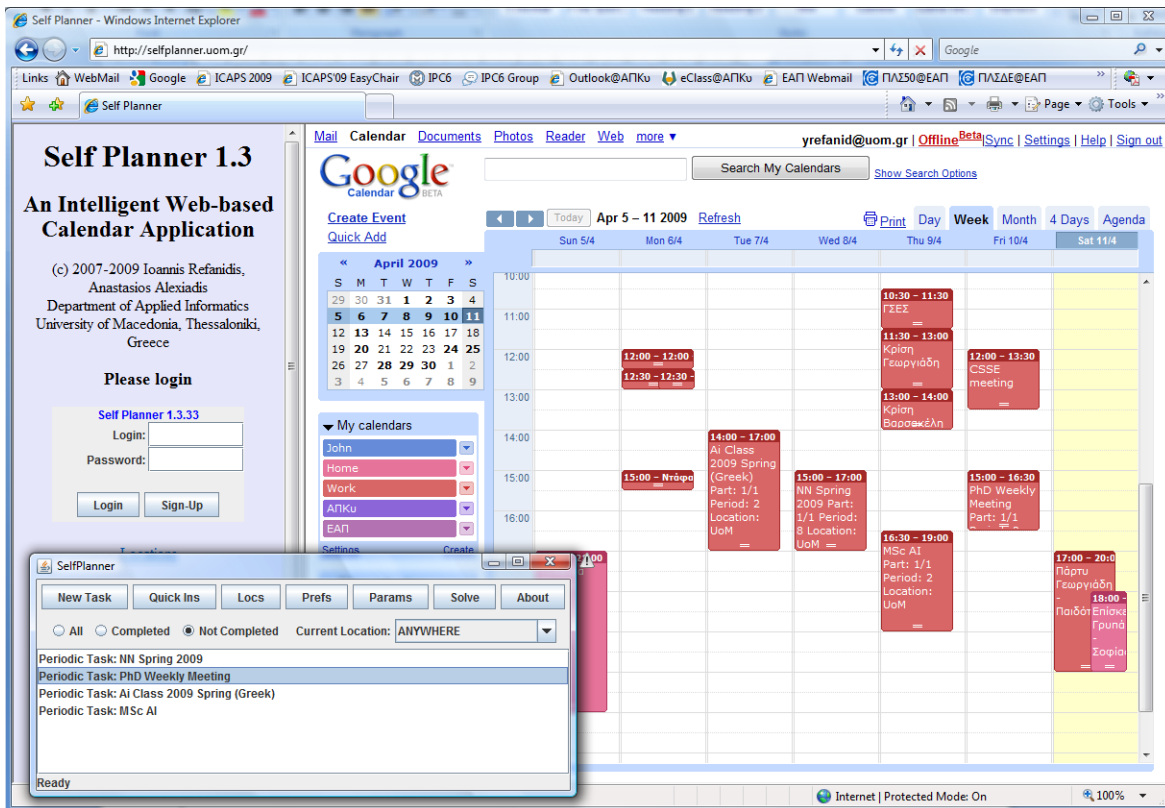 Self Planner - Windows Internet Explorer
http://selfplanner.uom.gr/
Google
Links WebMail Google ICAPS 2009 ICAPS'09 EasyChair IPC6 IPC6 Group Outlook@ΑΠΚυ eClass@ΑΠΚυ ΕΑΠ Webmail ΠΛΣ50@ΕΑΠ ΠΛΣΔΕ@ΕΑΠ »
Self Planner
Page Tools »
Self Planner 1.3
An Intelligent Web-based
Calendar Application
(c) 2007-2009 Ioannis Refanidis,
Anastasios Alexiadis
Department of Applied Informatics
University of Macedonia, Thessaloniki,
Greece
Please login
Self Planner 1.3.33
Login:
Password:
Login Sign-Up
Mail Calendar Documents Photos Reader Web more ▼
yrefanid@uom.gr | Offline Beta | Sync | Settings | Help | Sign out
Google
Calendar BETA
Search My Calendars
Show Search Options
Create Event
Quick Add
Today Apr 5 – 11 2009 Refresh
Print Day Week Month 4 Days Agenda
« April 2009 »
S M T W T F S
29 30 31 1 2 3 4
5 6 7 8 9 10 11
12 13 14 15 16 17 18
19 20 21 22 23 24 25
26 27 28 29 30 1 2
3 4 5 6 7 8 9
My calendars
John
Home
Work
ΑΠΚυ
ΕΑΠ
Settings Create
Sun 5/4 Mon 6/4 Tue 7/4 Wed 8/4 Thu 9/4 Fri 10/4 Sat 11/4
10:00
11:00
12:00
13:00
14:00
15:00
16:00
12:00 – 12:00
12:30 – 12:30 –
15:00 – Ντόρα
14:00 – 17:00
Ai Class
2009 Spring
(Greek)
Part: 1/1
Period: 2
Location:
UoM
15:00 – 17:00
NN Spring
2009 Part:
1/1 Period:
8 Location:
UoM
10:30 – 11:30
ΓΣΕΣ
11:30 – 13:00
Κρίση
Γεωργιάδη
13:00 – 14:00
Κρίση
Βαρσακέλη
16:30 – 19:00
MSc AI
Part: 1/1
Period: 2
Location:
UoM
12:00 – 13:30
CSSE
meeting
15:00 – 16:30
PhD Weekly
Meeting
Part: 1/1
17:00 – 20:0
Πάρτυ
Γεωργιάδη
-
Παιδότ
18:00 –
Επίσκε
Γρυπά
-
Σοφία
SelfPlanner
New Task Quick Ins Locs Prefs Params Solve About
All Completed Not Completed Current Location: ANYWHERE
Periodic Task: NN Spring 2009
Periodic Task: PhD Weekly Meeting
Periodic Task: Ai Class 2009 Spring (Greek)
Periodic Task: MSc AI
Ready
Internet | Protected Mode: On
100%